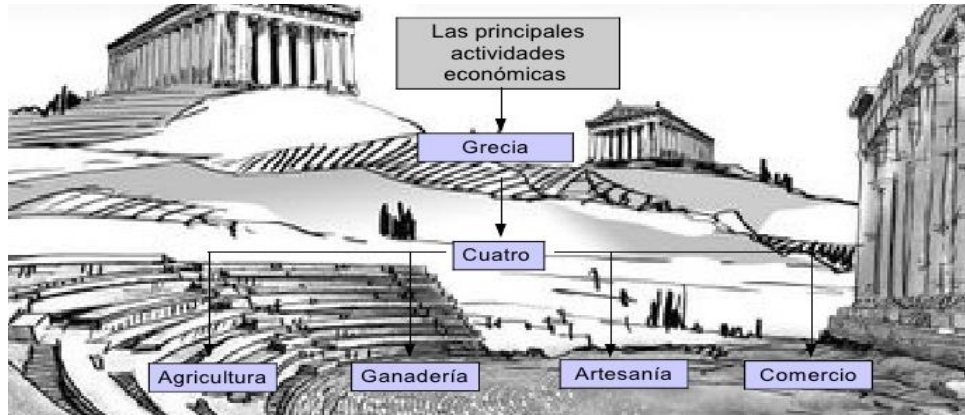 Las principales
actividades
económicas
Grecia
Cuatro
Agricultura
Ganadería
Artesanía
Comercio